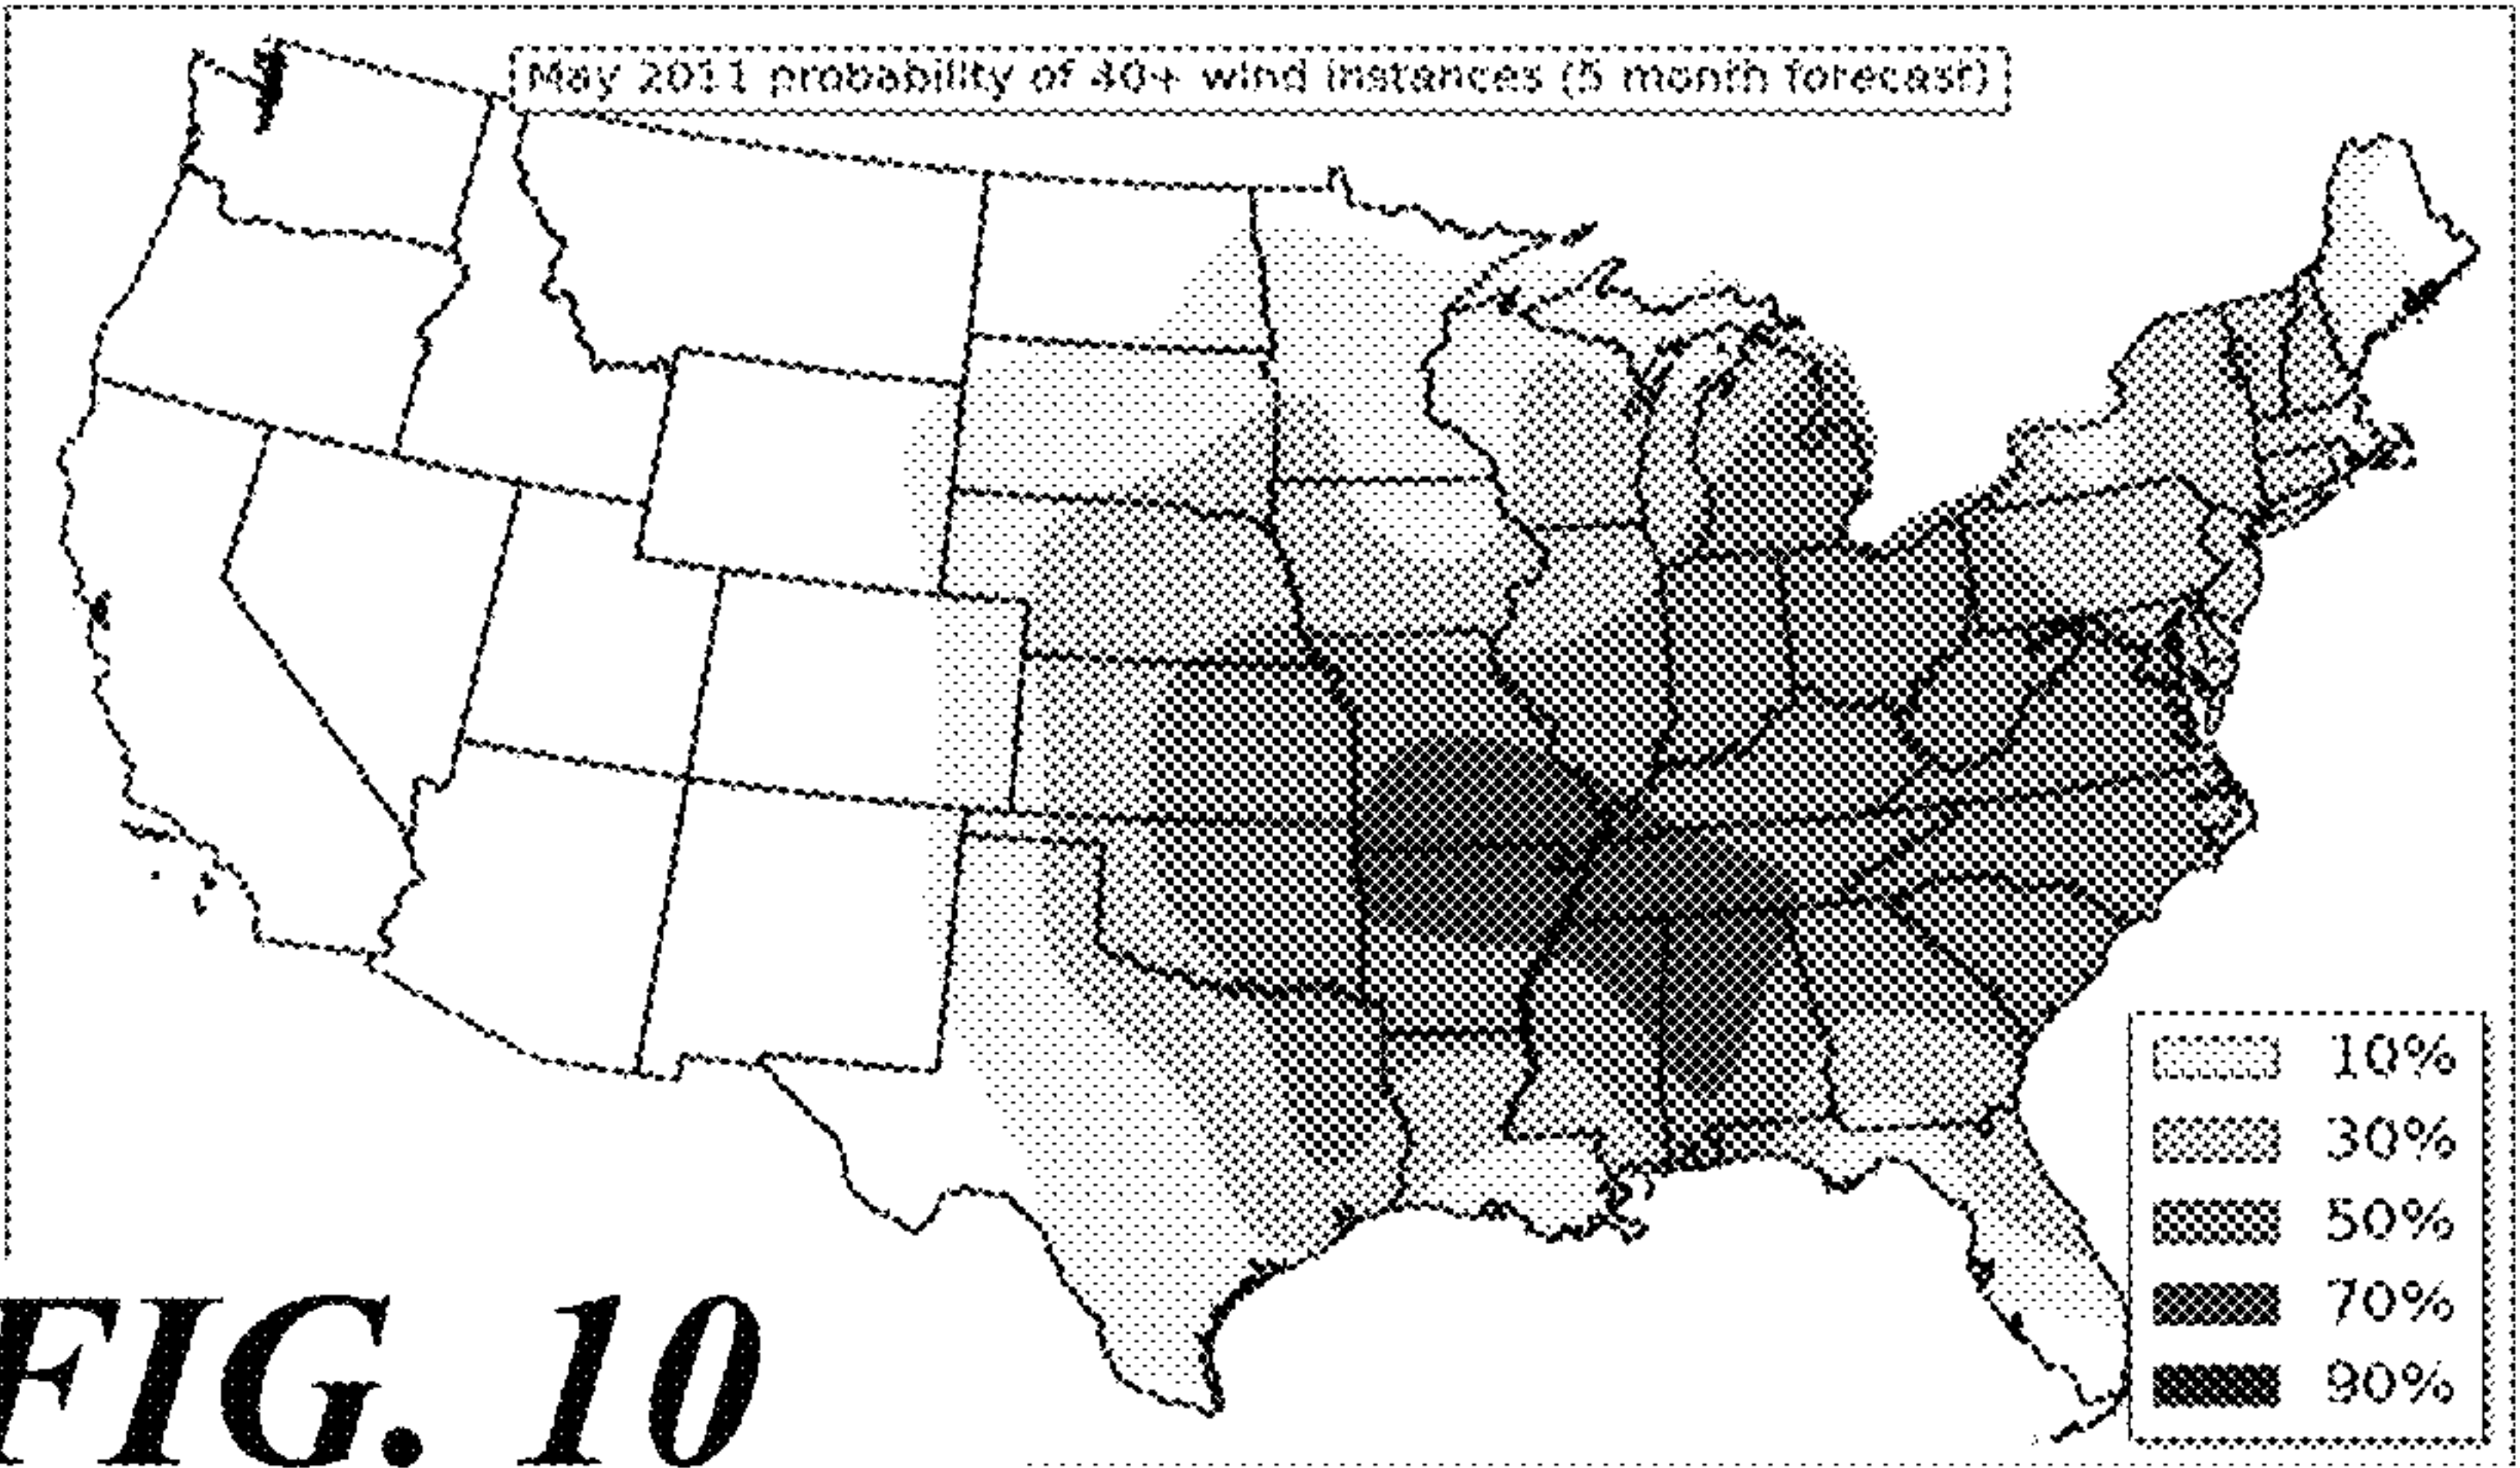 May 2011 probability of 40+ wind instances (5 month forecast)
10%
30%
50%
70%
90%
FIG. 10